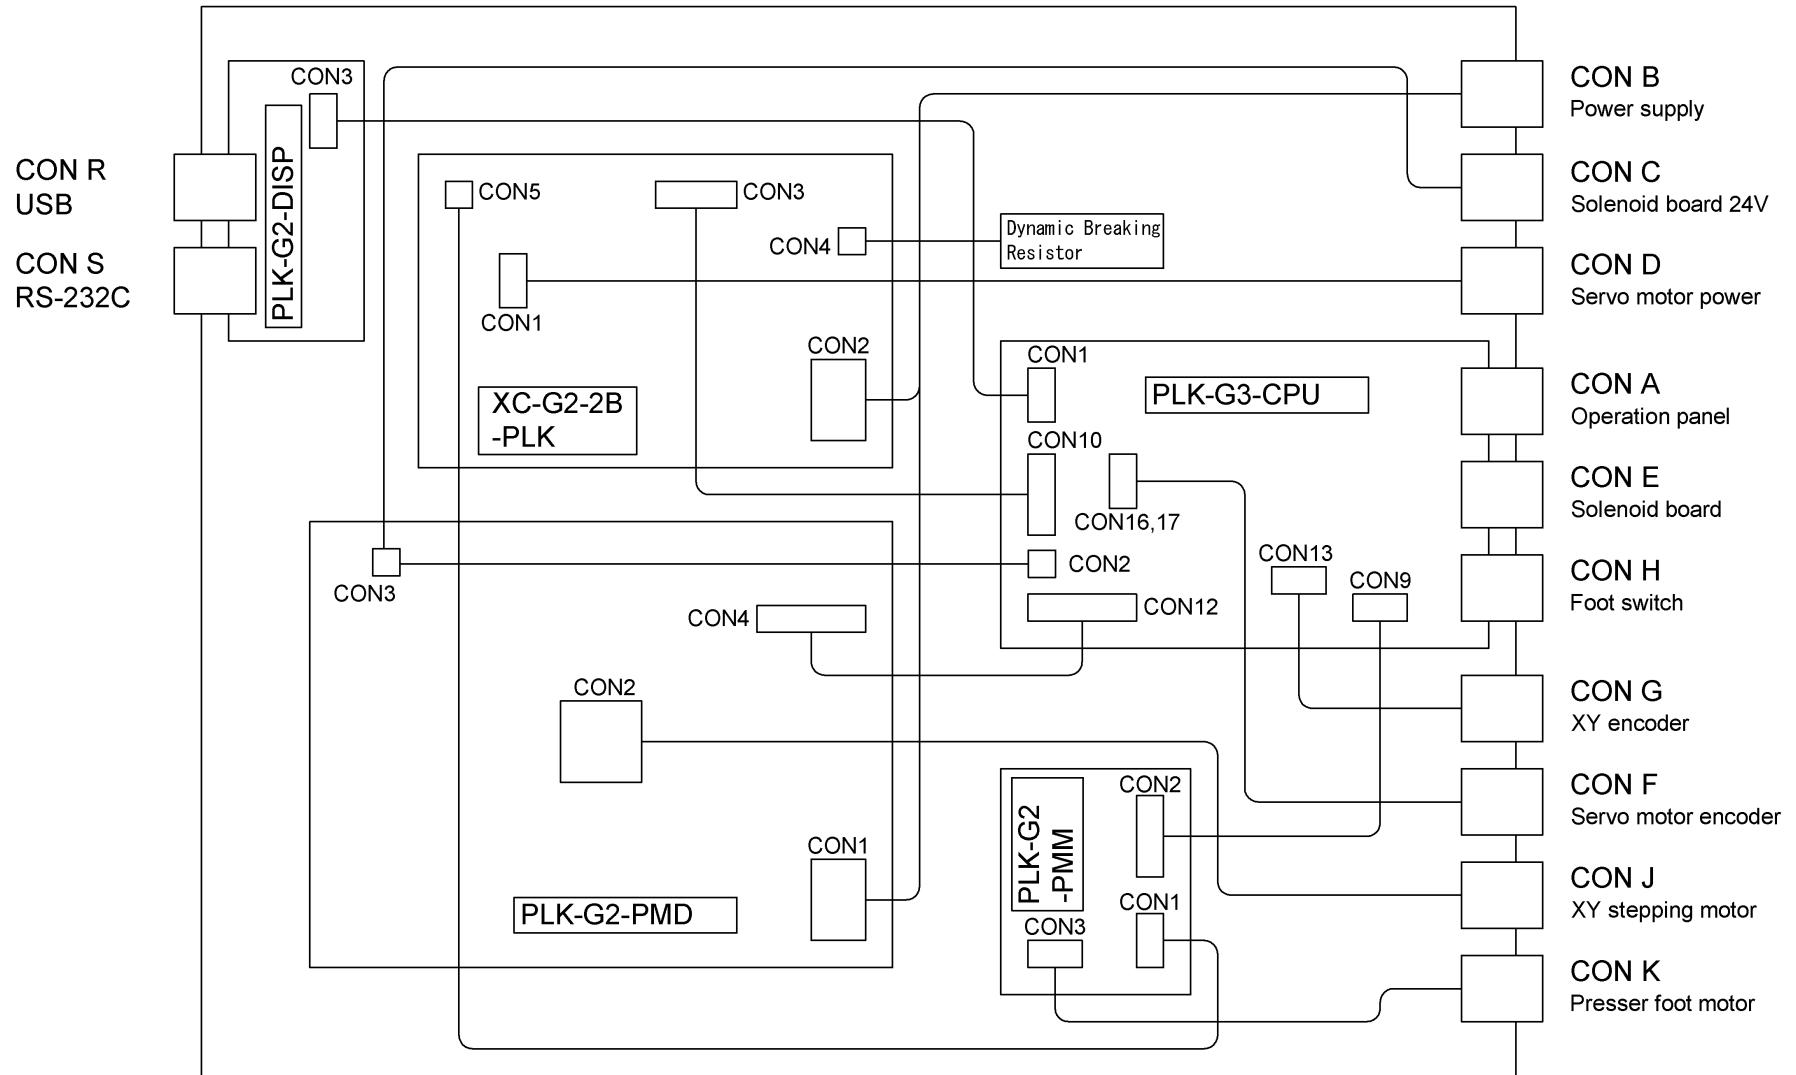 CON R
USB
CON S
RS-232C
CON3
PLK-G2-DISP
CON5
CON3
CON4
Dynamic Breaking
Resistor
CON1
CON2
XC-G2-2B
-PLK
CON1
PLK-G3-CPU
CON10
CON16,17
CON2
CON12
CON13
CON9
CON3
CON4
CON2
CON1
PLK-G2-PMD
PLK-G2
-PMM
CON2
CON1
CON3
CON B
Power supply
CON C
Solenoid board 24V
CON D
Servo motor power
CON A
Operation panel
CON E
Solenoid board
CON H
Foot switch
CON G
XY encoder
CON F
Servo motor encoder
CON J
XY stepping motor
CON K
Presser foot motor